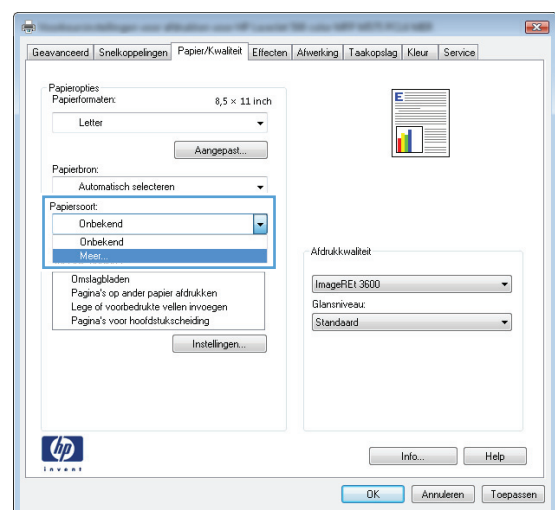 Geavanceerd Snelkoppelingen Papier/Kwaliteit Effecten Afwerking Taakopslag Kleur Service
Papieropties
Papierformaten: 8,5 × 11 inch
Letter
Aangepast...
Papierbron:
Automatisch selecteren
Papiersoort:
Onbekend
Onbekend
Meer...
Omslagbladen
Pagina's op ander papier afdrukken
Lege of voorbedrukte vellen invoegen
Pagina's voor hoofdstukscheiding
Instellingen...
E
Afdrukkwaliteit
ImageREt 3600
Glansniveau:
Standaard
hp
invent
Info... Help
OK Annuleren Toepassen